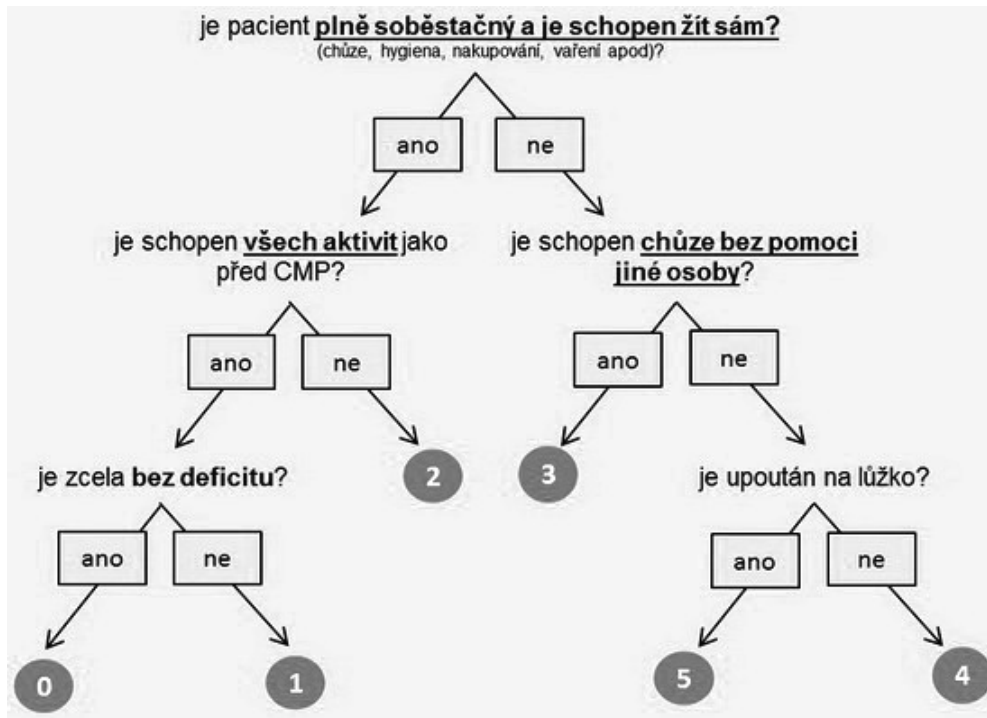 je pacient plně soběstačný a je schopen žít sám?
(chůze, hygiena, nakupování, vaření apod)?
ano
ne
je schopen všech aktivit jako
před CMP?
je schopen chůze bez pomoci
jiné osoby?
ano
ne
ano
ne
2
3
je zcela bez deficitu?
je upoután na lůžko?
ano
ne
ano
ne
0
1
5
4